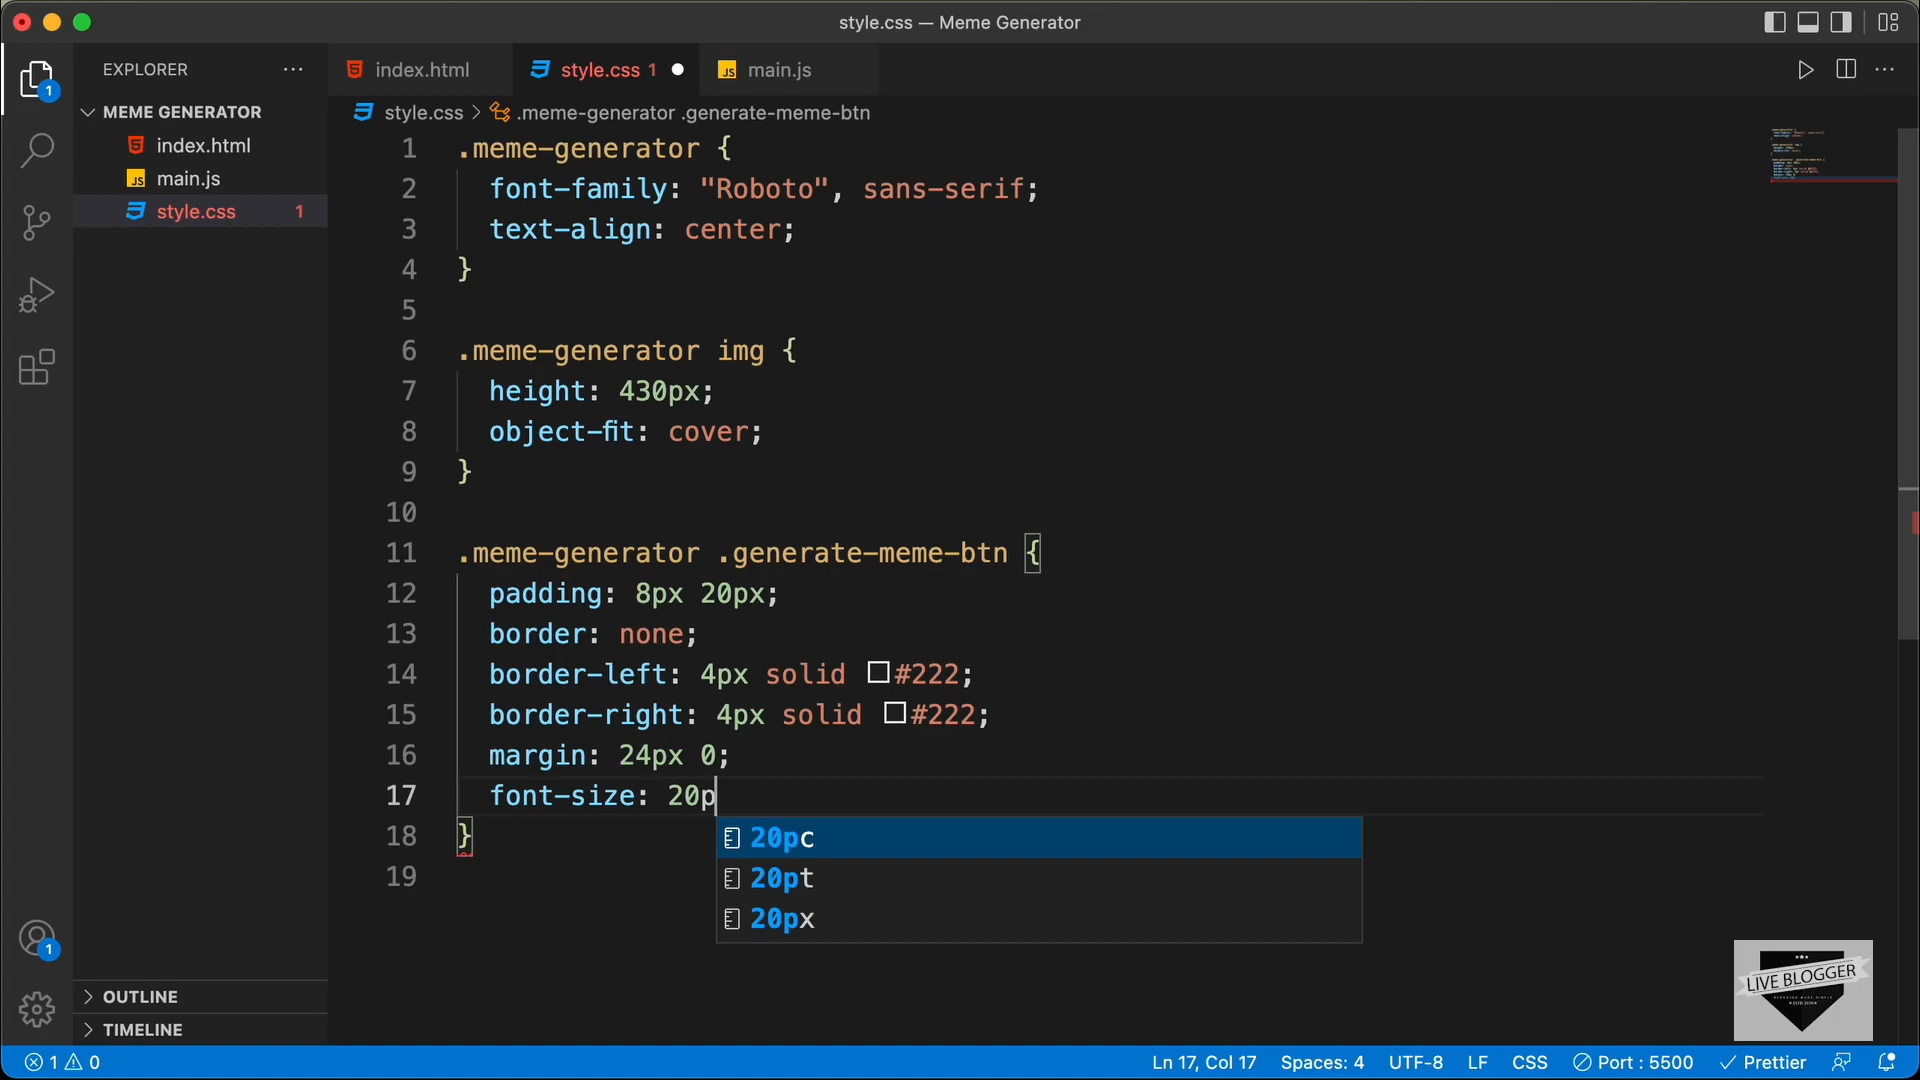 style.css — Meme Generator
EXPLORER
index.html
style.css 1
main.js
MEME GENERATOR
style.css > .meme-generator .generate-meme-btn
index.html
main.js
style.css 1
1 .meme-generator {
2 font-family: "Roboto", sans-serif;
3 text-align: center;
4 }
5
6 .meme-generator img {
7 height: 430px;
8 object-fit: cover;
9 }
10
11 .meme-generator .generate-meme-btn {
12 padding: 8px 20px;
13 border: none;
14 border-left: 4px solid #222;
15 border-right: 4px solid #222;
16 margin: 24px 0;
17 font-size: 20p
18 }
19
20pc
20pt
20px
1
1
OUTLINE
TIMELINE
LIVE BLOGGER
1 0
Ln 17, Col 17 Spaces: 4 UTF-8 LF CSS Port : 5500 Prettier